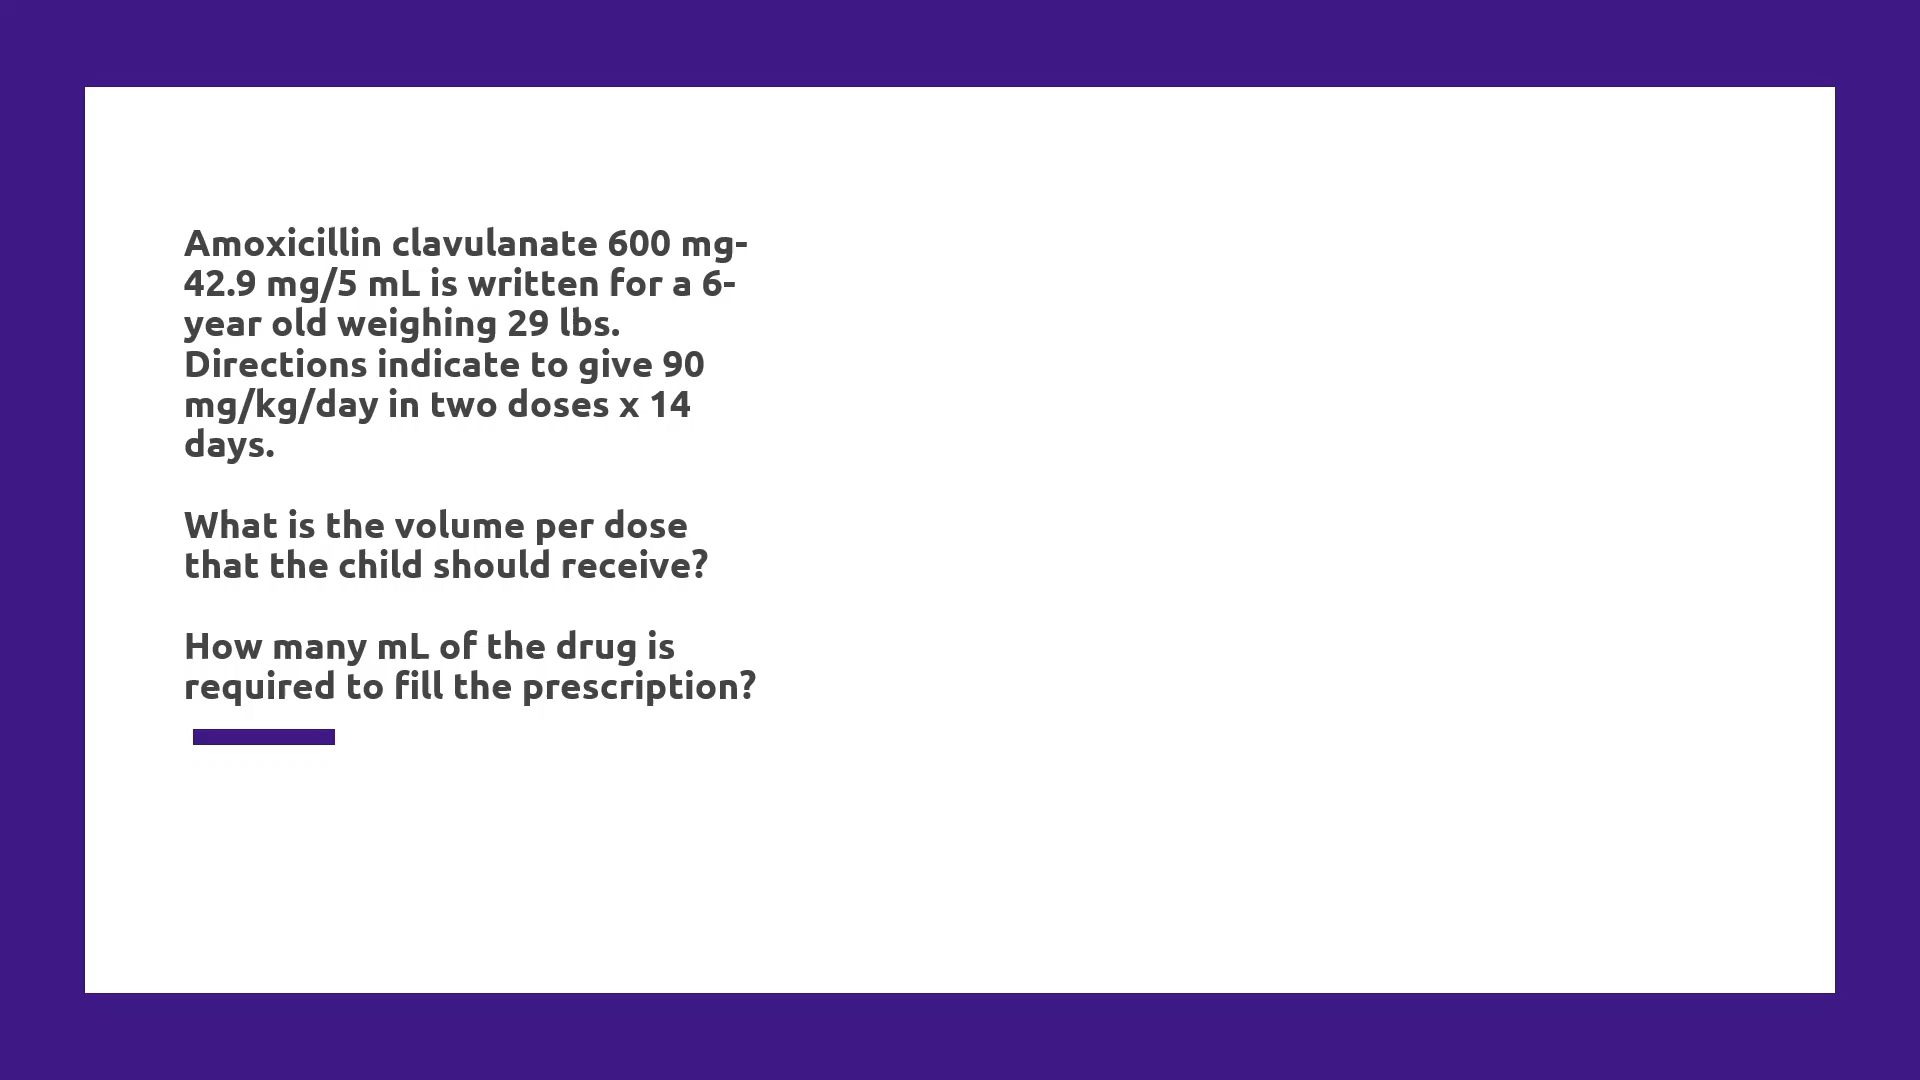 Amoxicillin clavulanate 600 mg-
42.9 mg/5 mL is written for a 6-
year old weighing 29 lbs.
Directions indicate to give 90
mg/kg/day in two doses x 14
days.
What is the volume per dose
that the child should receive?
How many mL of the drug is
required to fill the prescription?